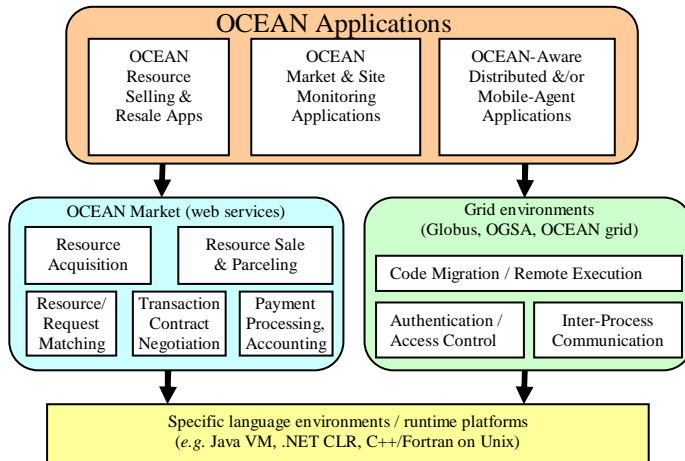 OCEAN Applications
OCEAN
Resource
Selling &
Resale Apps
OCEAN
Market & Site
Monitoring
Applications
OCEAN-Aware
Distributed &/or
Mobile-Agent
Applications
OCEAN Market (web services)
Resource
Acquisition
Resource Sale
& Parceling
Resource/
Request
Matching
Transaction
Contract
Negotiation
Payment
Processing,
Accounting
Grid environments
(Globus, OGSA, OCEAN grid)
Code Migration / Remote Execution
Authentication /
Access Control
Inter-Process
Communication
Specific language environments / runtime platforms
(e.g. Java VM, .NET CLR, C++/Fortran on Unix)